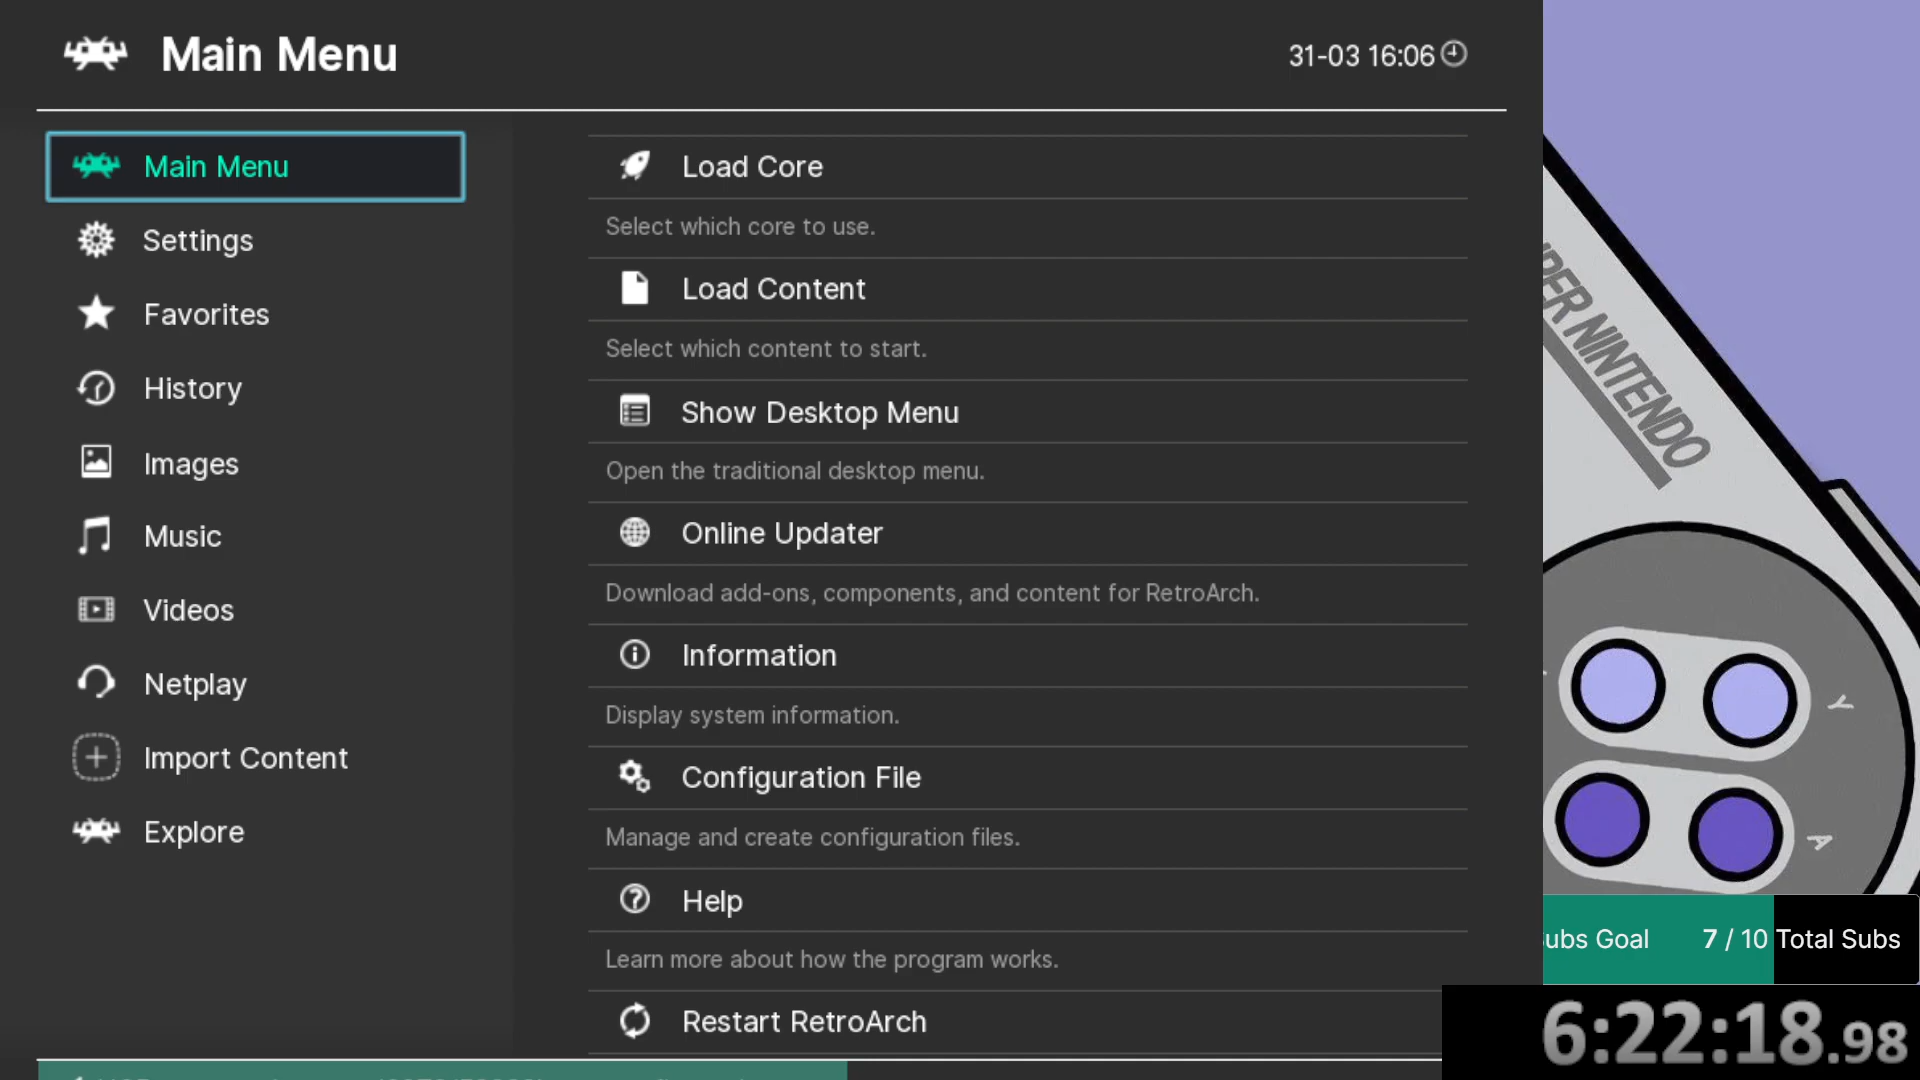 Main Menu
31-03 16:06
Main Menu
Settings
Favorites
History
Images
Music
Videos
Netplay
Import Content
Explore
Load Core
Select which core to use.
Load Content
Select which content to start.
Show Desktop Menu
Open the traditional desktop menu.
Online Updater
Download add-ons, components, and content for RetroArch.
Information
Display system information.
Configuration File
Manage and create configuration files.
Help
Learn more about how the program works.
Restart RetroArch
NINTENDO
Y
A
Goal 7 / 10 Total Subs
6:22:18.98